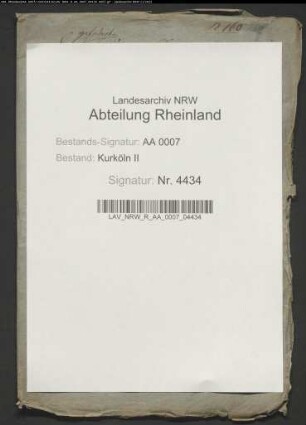 Landesarchiv NRW
Abteilung Rheinland
Bestands-Signatur: AA 0007
Bestand: Kurköln II
Signatur: Nr. 4434
LAV_NRW_R_AA_0007_04434